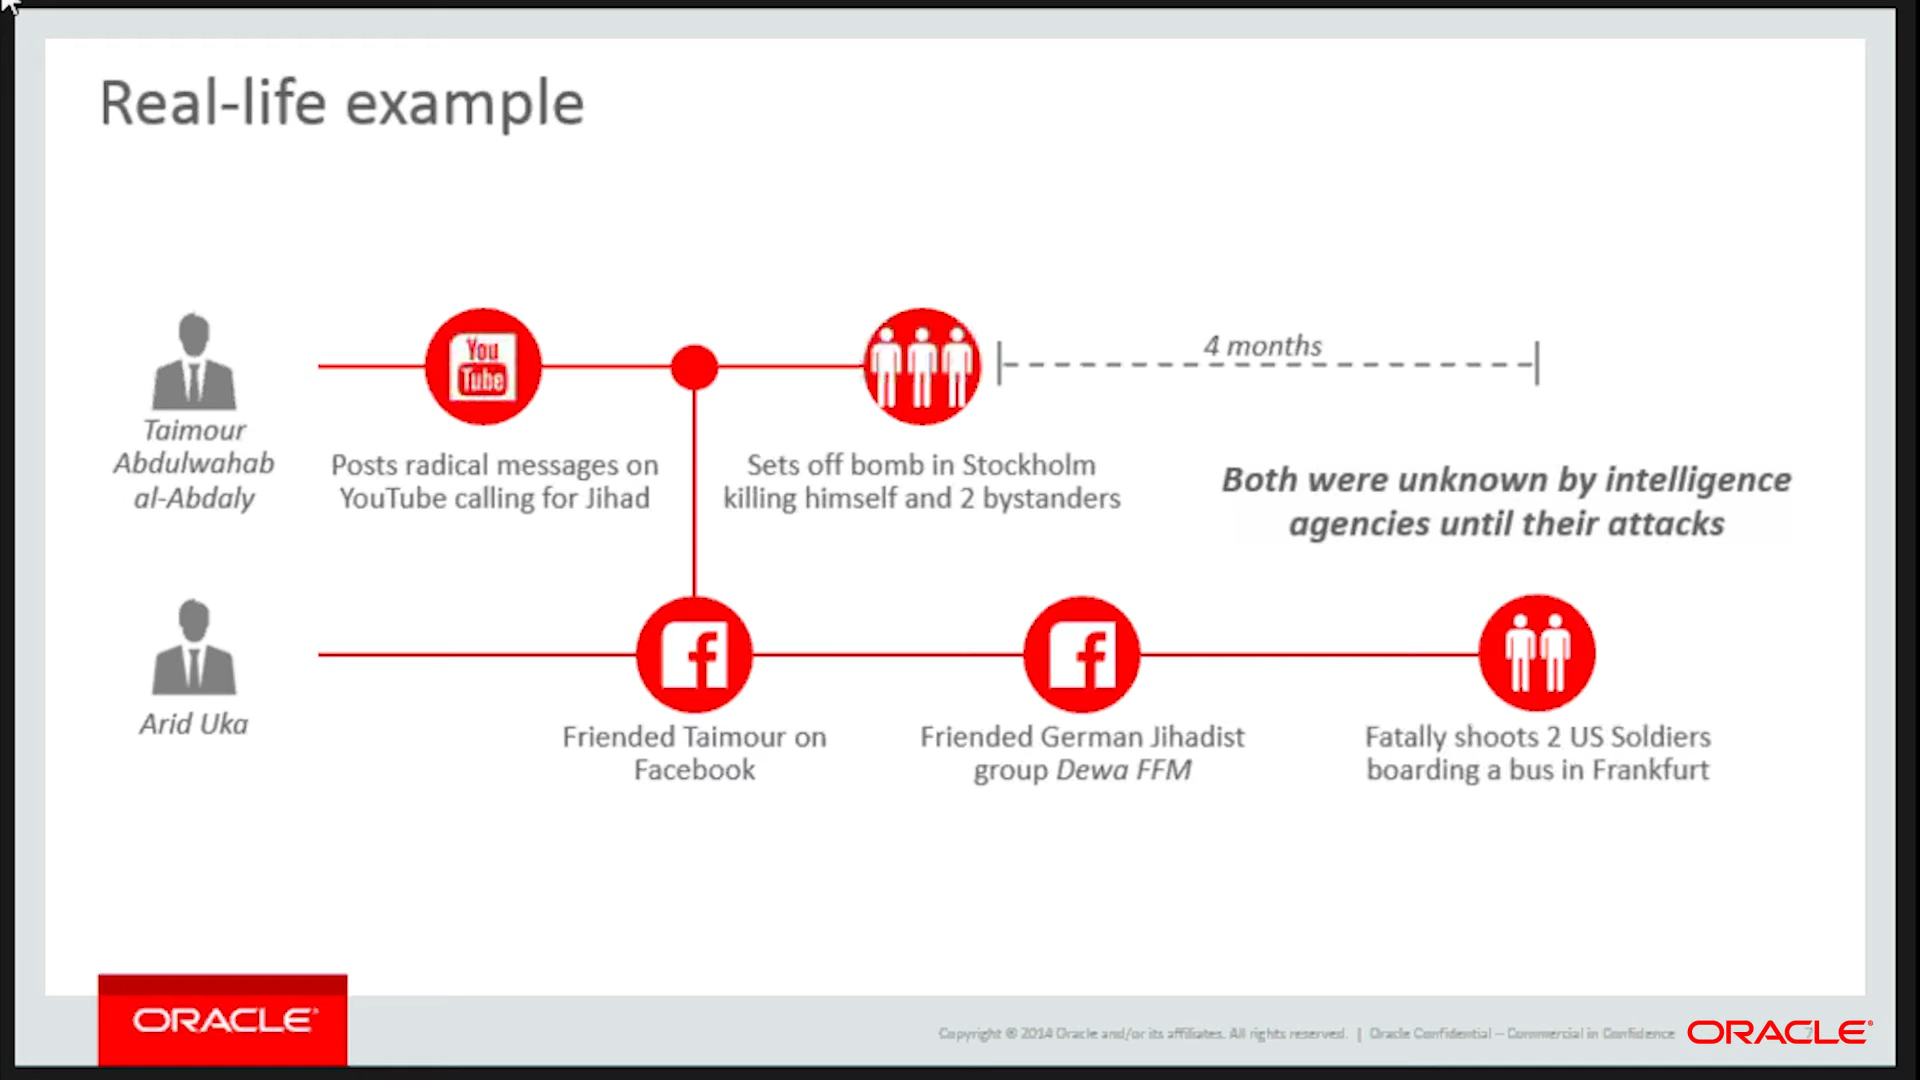 Real-life example
You
Tube
4 months
Taimour
Abdulwahab
al-Abdaly
Posts radical messages on
YouTube calling for Jihad
Sets off bomb in Stockholm
killing himself and 2 bystanders
Both were unknown by intelligence
agencies until their attacks
f
f
Arid Uka
Friended Taimour on
Facebook
Friended German Jihadist
group Dewa FFM
Fatally shoots 2 US Soldiers
boarding a bus in Frankfurt
ORACLE
Copyright © 2014 Oracle and/or its affiliates. All rights reserved. | Oracle Confidential – Commercial in Confidence
ORACLE